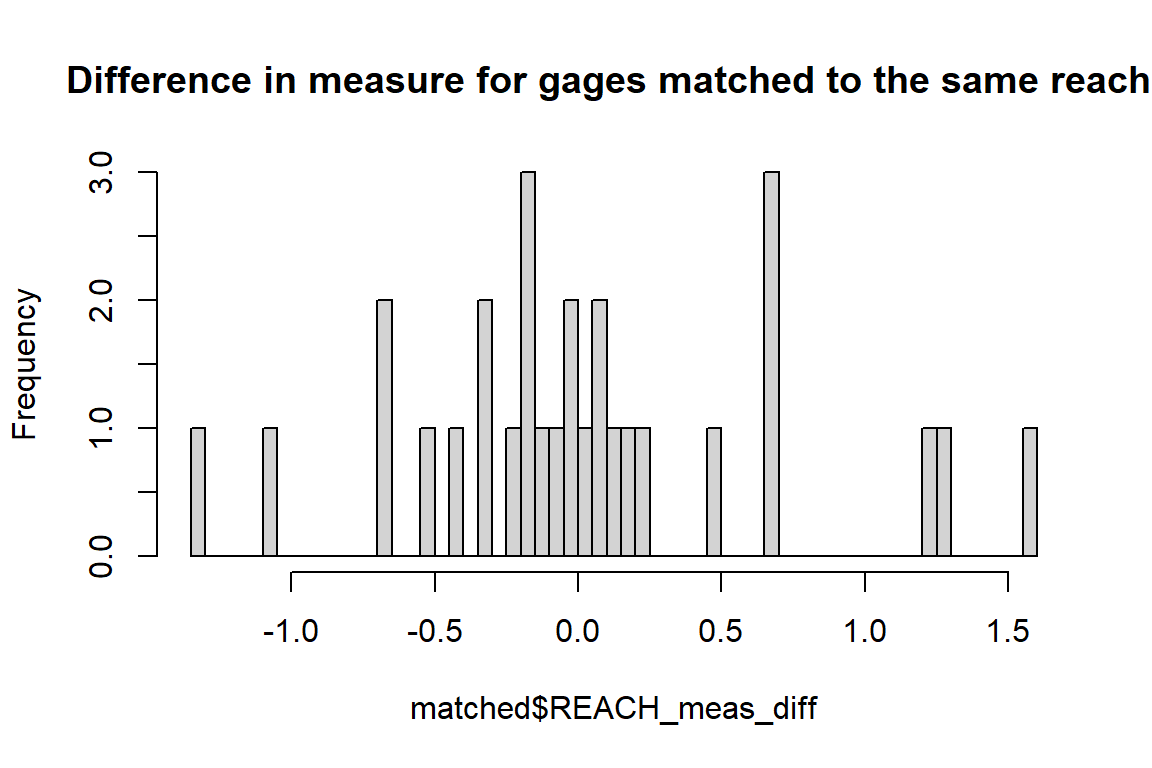 Difference in measure for gages matched to the same reach
Frequency
3.0
2.0
1.0
0.0
-1.0 -0.5 0.0 0.5 1.0 1.5
matched$REACH_meas_diff